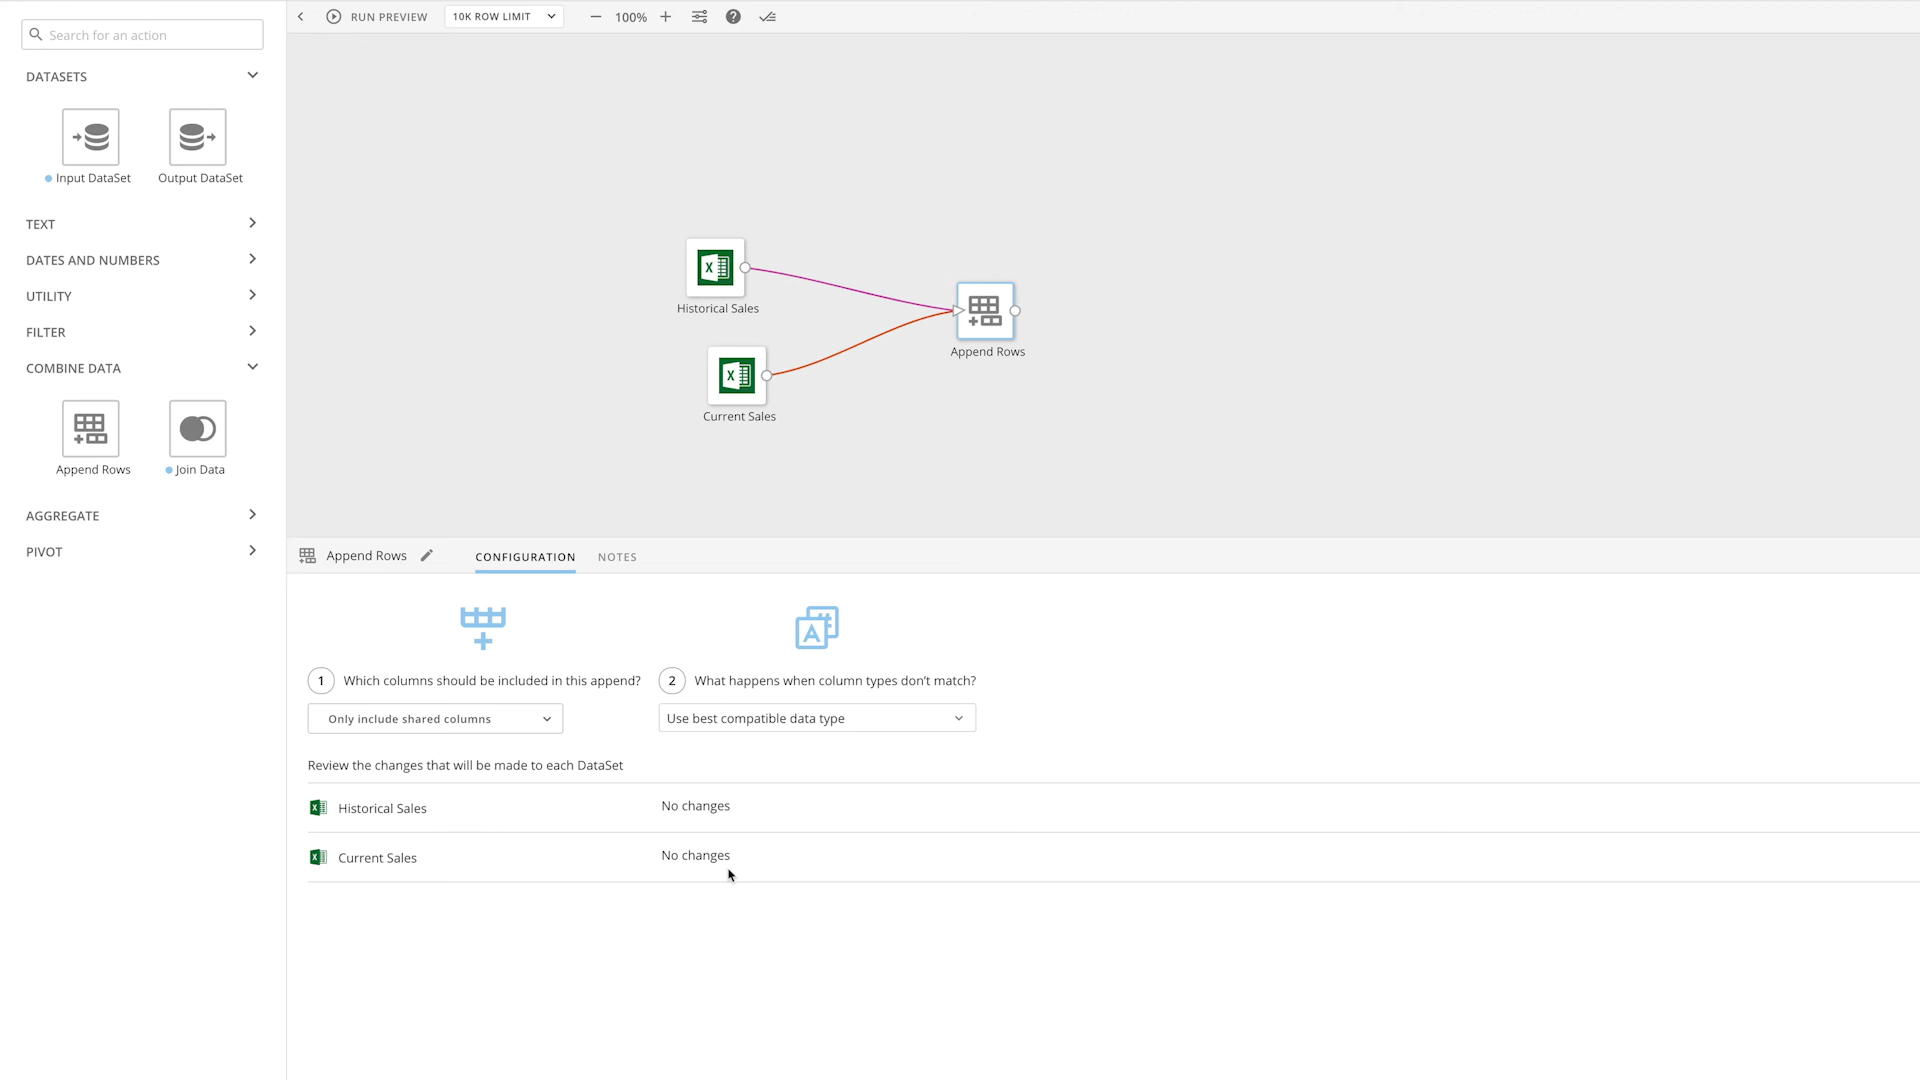 Search for an action
DATASETS
Input DataSet
Output DataSet
TEXT
DATES AND NUMBERS
UTILITY
FILTER
COMBINE DATA
Append Rows
Join Data
AGGREGATE
PIVOT
RUN PREVIEW
10K ROW LIMIT
100%
Historical Sales
Append Rows
Current Sales
Append Rows
CONFIGURATION
NOTES
1 Which columns should be included in this append?
2 What happens when column types don't match?
Only include shared columns
Use best compatible data type
Review the changes that will be made to each DataSet
Historical Sales
No changes
Current Sales
No changes